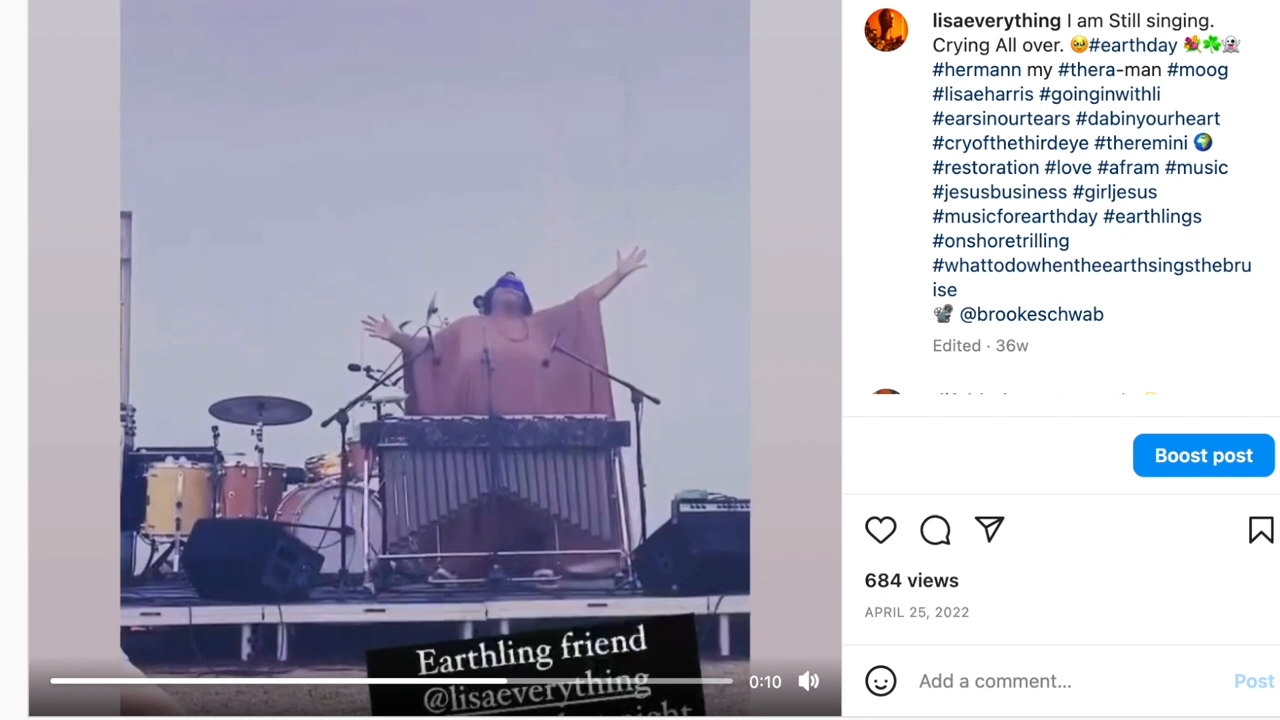 lisaeverything I am Still singing.
Crying All over. 🥹#earthday 💐☘️👻
#hermann my #thera-man #moog
#lisaeharris #goinginwithli
#earsinourtears #dabinyourheart
#cryofthethirdeye #theremini 🌍
#restoration #love #afram #music
#jesusbusiness #girljesus
#musicforearthday #earthlings
#onshoretrilling
#whattodowhentheearthsingsthebru
ise
📽 @brookeschwab
Edited · 36w
Boost post
684 views
APRIL 25, 2022
Add a comment... Post
Earthling friend
@lisaeverything
0:10